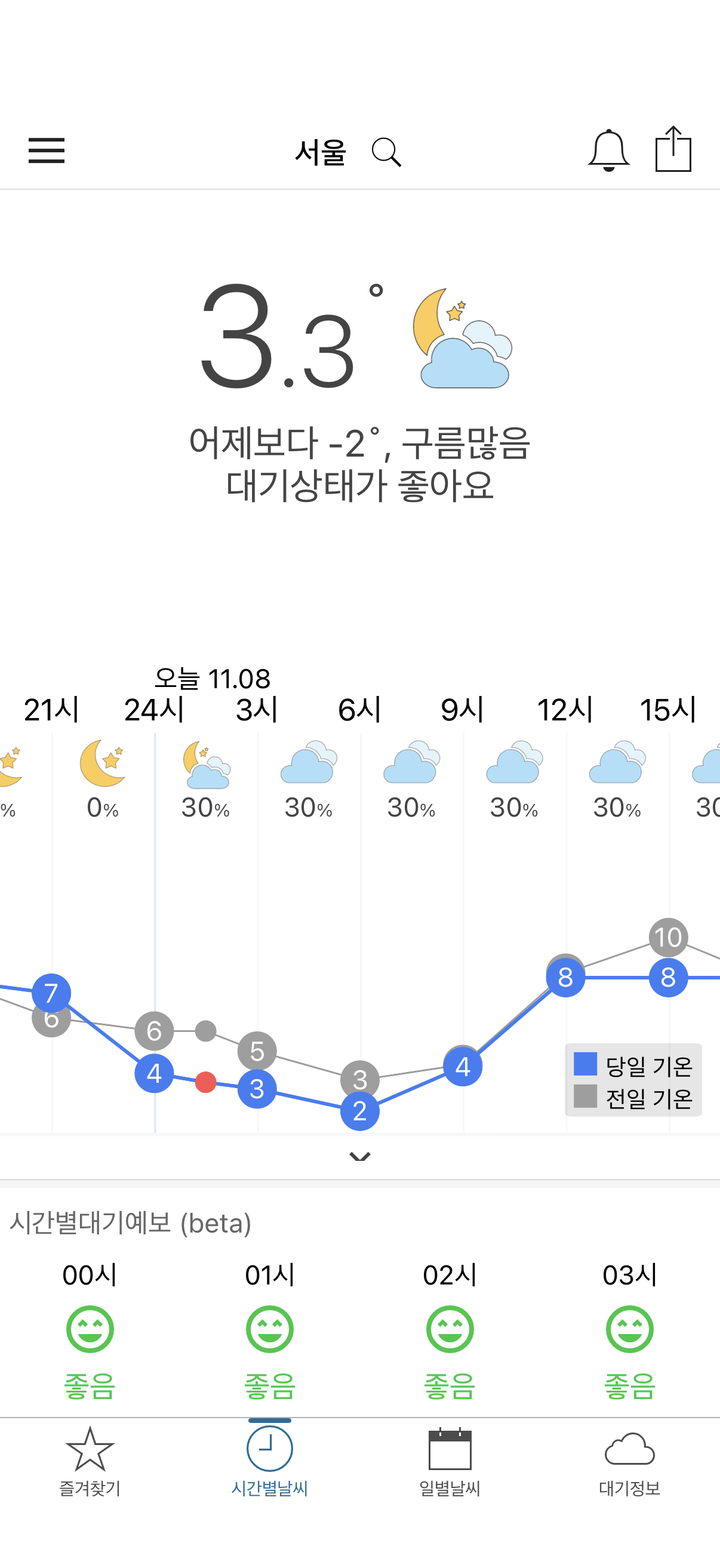 서울
3.3°
어제보다 -2˚, 구름많음
대기상태가 좋아요
오늘 11.08
21시 24시 3시 6시 9시 12시 15시
% 0% 30% 30% 30% 30% 30% 30
10
7 8 8
6 6 5 3 4
4 3 2
당일 기온
전일 기온
시간별대기예보 (beta)
00시 01시 02시 03시
좋음 좋음 좋음 좋음
즐겨찾기 시간별날씨 일별날씨 대기정보